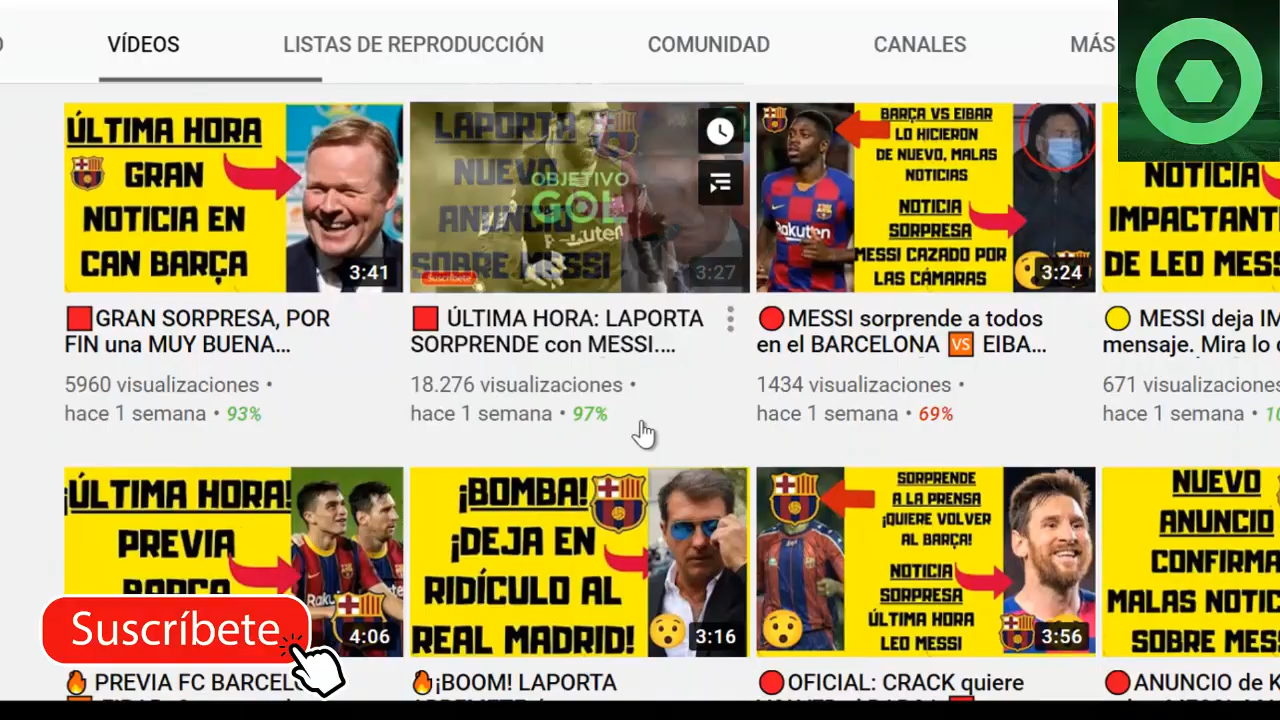 VÍDEOS
LISTAS DE REPRODUCCIÓN
COMUNIDAD
CANALES
MÁS
ÚLTIMA HORA
GRAN
NOTICIA EN
CAN BARÇA
3:41
LAPORTA
NUEVO
ANUNCIO
SOBRE MESSI
OBJETIVO
GOL
Rakuten
Suscríbete
3:27
BARÇA VS EIBAR
LO HICIERON
DE NUEVO, MALAS
NOTICIAS
NOTICIA
SORPRESA
MESSI CAZADO POR
LAS CÁMARAS
Rakuten
3:24
NOTICIA
IMPACTANT
DE LEO MESS
🟥GRAN SORPRESA, POR
FIN una MUY BUENA...
5960 visualizaciones •
hace 1 semana • 93%
🟥 ÚLTIMA HORA: LAPORTA
SORPRENDE con MESSI....
18.276 visualizaciones •
hace 1 semana • 97%
🔴MESSI sorprende a todos
en el BARCELONA 🆚 EIBA...
1434 visualizaciones •
hace 1 semana • 69%
🟡 MESSI deja IM
mensaje. Mira lo
671 visualizaciones
hace 1 semana • 10
¡ÚLTIMA HORA!
PREVIA
BARÇA
4:06
¡BOMBA!
¡DEJA EN
RIDÍCULO AL
REAL MADRID!
3:16
SORPRENDE
A LA PRENSA
¡QUIERE VOLVER
AL BARÇA!
NOTICIA
SORPRESA
ÚLTIMA HORA
LEO MESSI
3:56
NUEVO
ANUNCIO
CONFIRMA
MALAS NOTIC
SOBRE MES
Suscríbete
🔥 PREVIA FC BARCEL
🔥¡BOOM! LAPORTA
🔴OFICIAL: CRACK quiere
🔴ANUNCIO de K